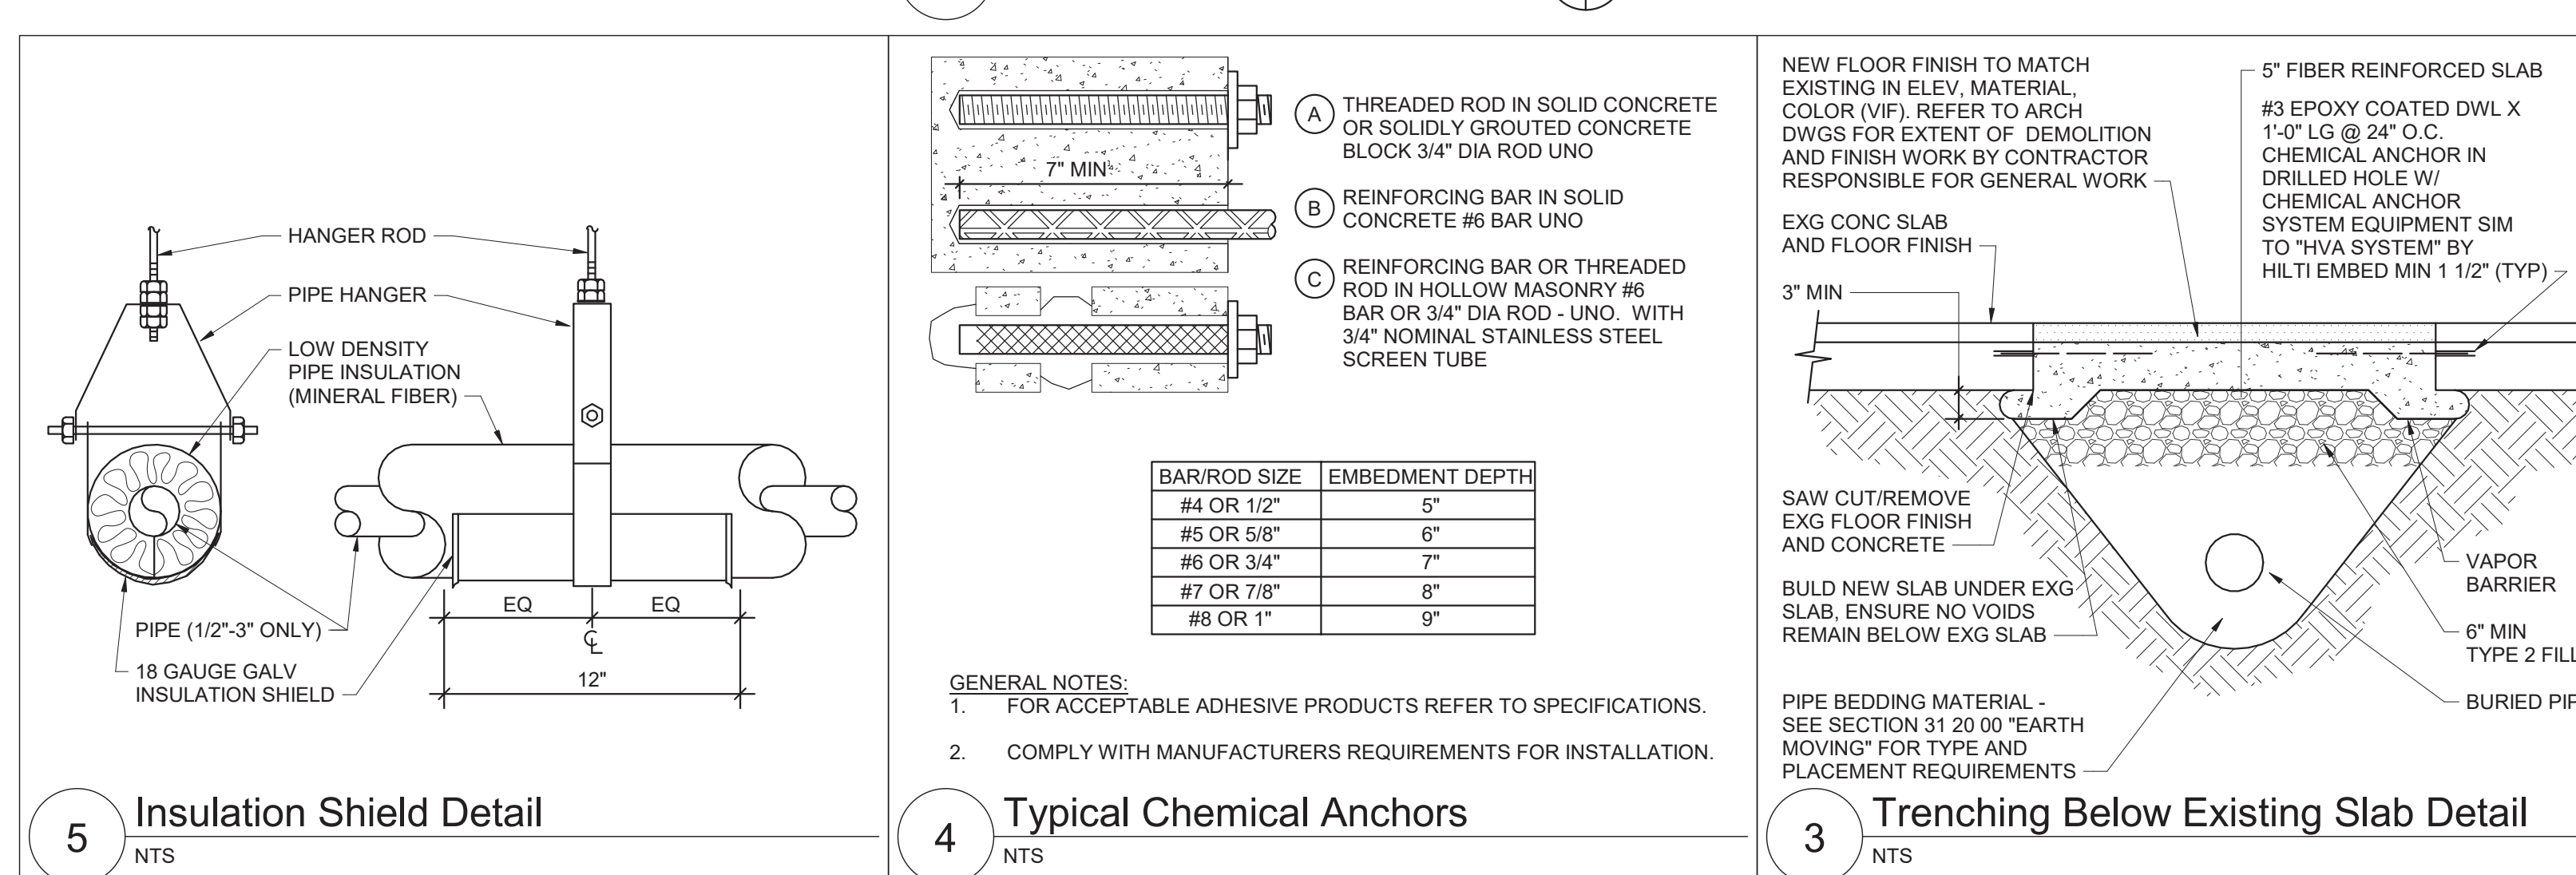 HANGER ROD
PIPE HANGER
LOW DENSITY
PIPE INSULATION
(MINERAL FIBER)
PIPE (1/2"-3" ONLY)
18 GAUGE GALV
INSULATION SHIELD
EQ
EQ
CL
12"
5
Insulation Shield Detail
NTS
7" MIN
A
THREADED ROD IN SOLID CONCRETE
OR SOLIDLY GROUTED CONCRETE
BLOCK 3/4" DIA ROD UNO
B
REINFORCING BAR IN SOLID
CONCRETE #6 BAR UNO
C
REINFORCING BAR OR THREADED
ROD IN HOLLOW MASONRY #6
BAR OR 3/4" DIA ROD - UNO. WITH
3/4" NOMINAL STAINLESS STEEL
SCREEN TUBE
BAR/ROD SIZE EMBEDMENT DEPTH
#4 OR 1/2" 5"
#5 OR 5/8" 6"
#6 OR 3/4" 7"
#7 OR 7/8" 8"
#8 OR 1" 9"
GENERAL NOTES:
1. FOR ACCEPTABLE ADHESIVE PRODUCTS REFER TO SPECIFICATIONS.
2. COMPLY WITH MANUFACTURERS REQUIREMENTS FOR INSTALLATION.
4
Typical Chemical Anchors
NTS
NEW FLOOR FINISH TO MATCH
EXISTING IN ELEV, MATERIAL,
COLOR (VIF). REFER TO ARCH
DWGS FOR EXTENT OF DEMOLITION
AND FINISH WORK BY CONTRACTOR
RESPONSIBLE FOR GENERAL WORK
EXG CONC SLAB
AND FLOOR FINISH
3" MIN
5" FIBER REINFORCED SLAB
#3 EPOXY COATED DWL X
1'-0" LG @ 24" O.C.
CHEMICAL ANCHOR IN
DRILLED HOLE W/
CHEMICAL ANCHOR
SYSTEM EQUIPMENT SIM
TO "HVA SYSTEM" BY
HILTI EMBED MIN 1 1/2" (TYP)
SAW CUT/REMOVE
EXG FLOOR FINISH
AND CONCRETE
BULD NEW SLAB UNDER EXG
SLAB, ENSURE NO VOIDS
REMAIN BELOW EXG SLAB
PIPE BEDDING MATERIAL -
SEE SECTION 31 20 00 "EARTH
MOVING" FOR TYPE AND
PLACEMENT REQUIREMENTS
VAPOR
BARRIER
6" MIN
TYPE 2 FILL
BURIED
3
Trenching Below Existing Slab Detail
NTS